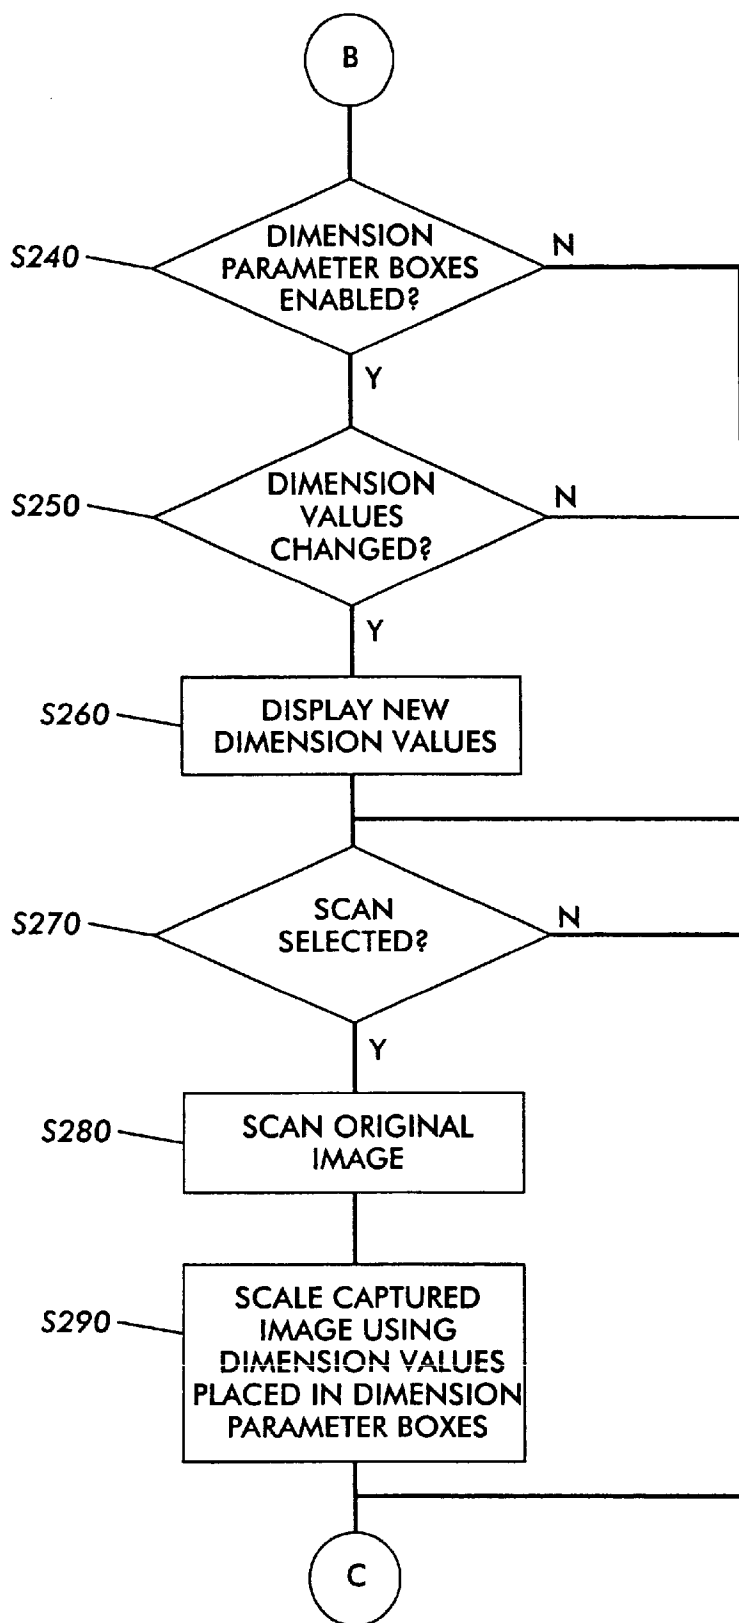 B
DIMENSION
PARAMETER BOXES
ENABLED?
S240
N
Y
DIMENSION
VALUES
CHANGED?
S250
N
Y
S260
DISPLAY NEW
DIMENSION VALUES
S270
SCAN
SELECTED?
N
Y
S280
SCAN ORIGINAL
IMAGE
S290
SCALE CAPTURED
IMAGE USING
DIMENSION VALUES
PLACED IN DIMENSION
PARAMETER BOXES
C